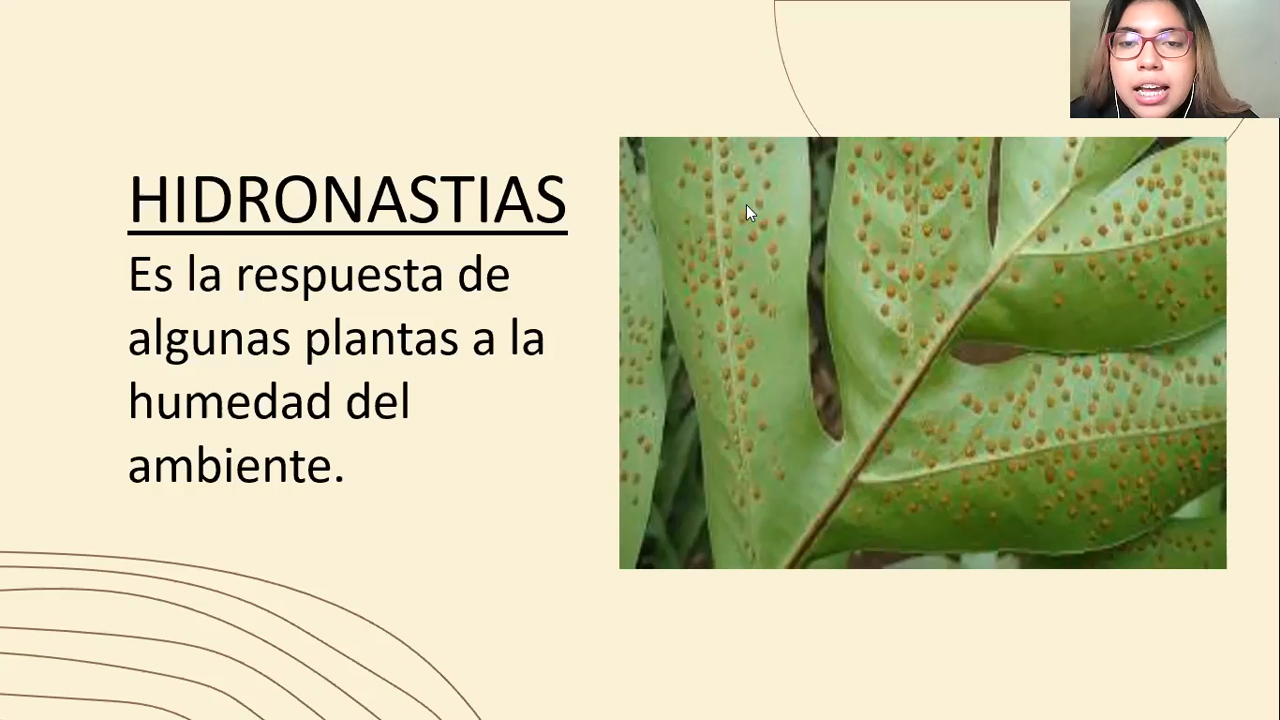 HIDRONASTIAS
Es la respuesta de
algunas plantas a la
humedad del
ambiente.